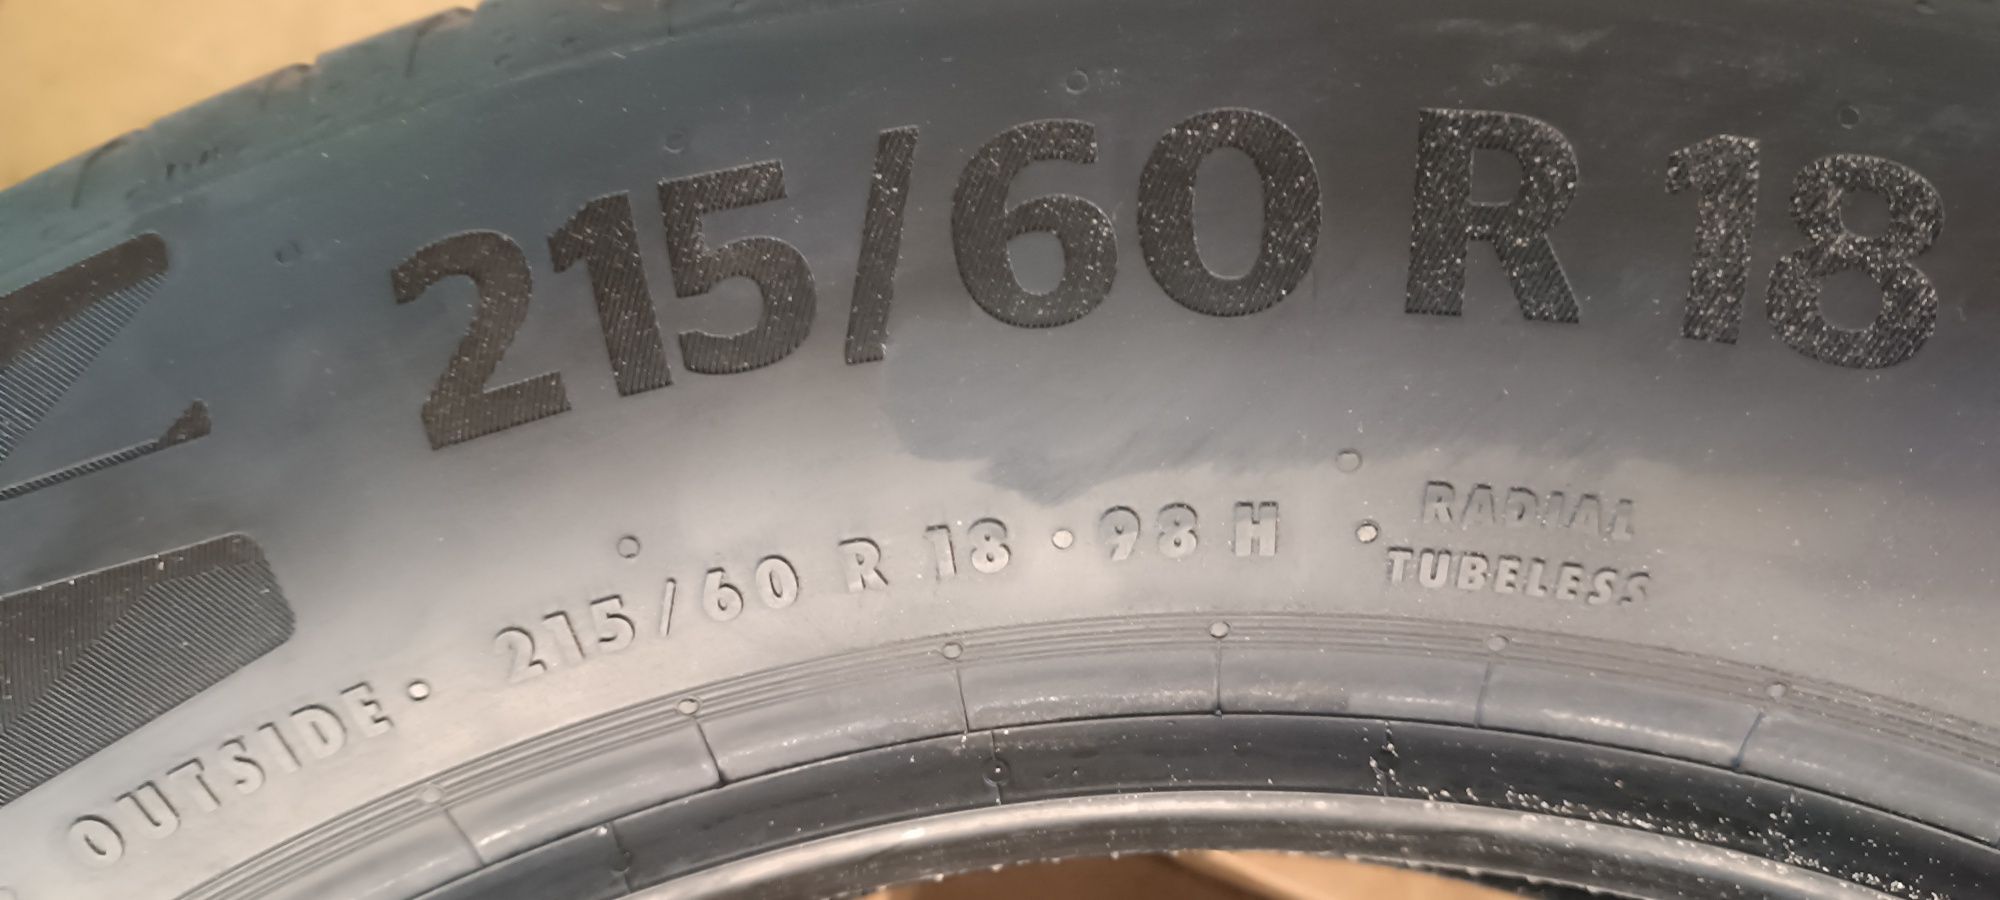 215/60 R 18
OUTSIDE • 215/60 R 18 • 98 H • RADIAL
TUBELESS